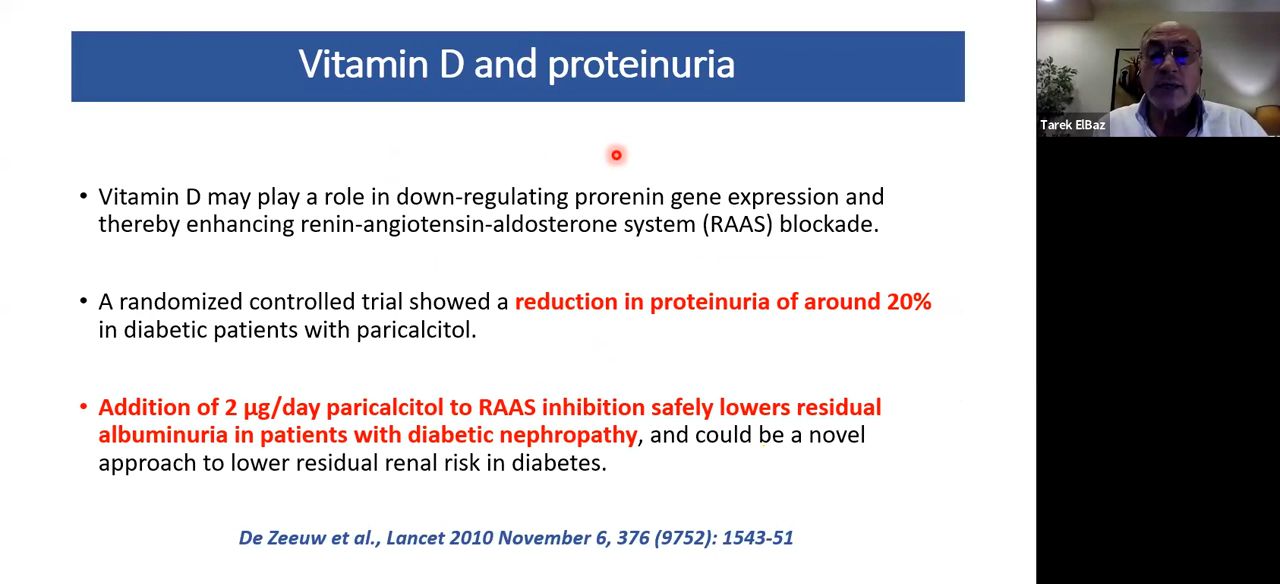 Vitamin D and proteinuria
Tarek ElBaz
• Vitamin D may play a role in down-regulating prorenin gene expression and
thereby enhancing renin-angiotensin-aldosterone system (RAAS) blockade.
• A randomized controlled trial showed a reduction in proteinuria of around 20%
in diabetic patients with paricalcitol.
• Addition of 2 μg/day paricalcitol to RAAS inhibition safely lowers residual
albuminuria in patients with diabetic nephropathy, and could be a novel
approach to lower residual renal risk in diabetes.
De Zeeuw et al., Lancet 2010 November 6, 376 (9752): 1543-51